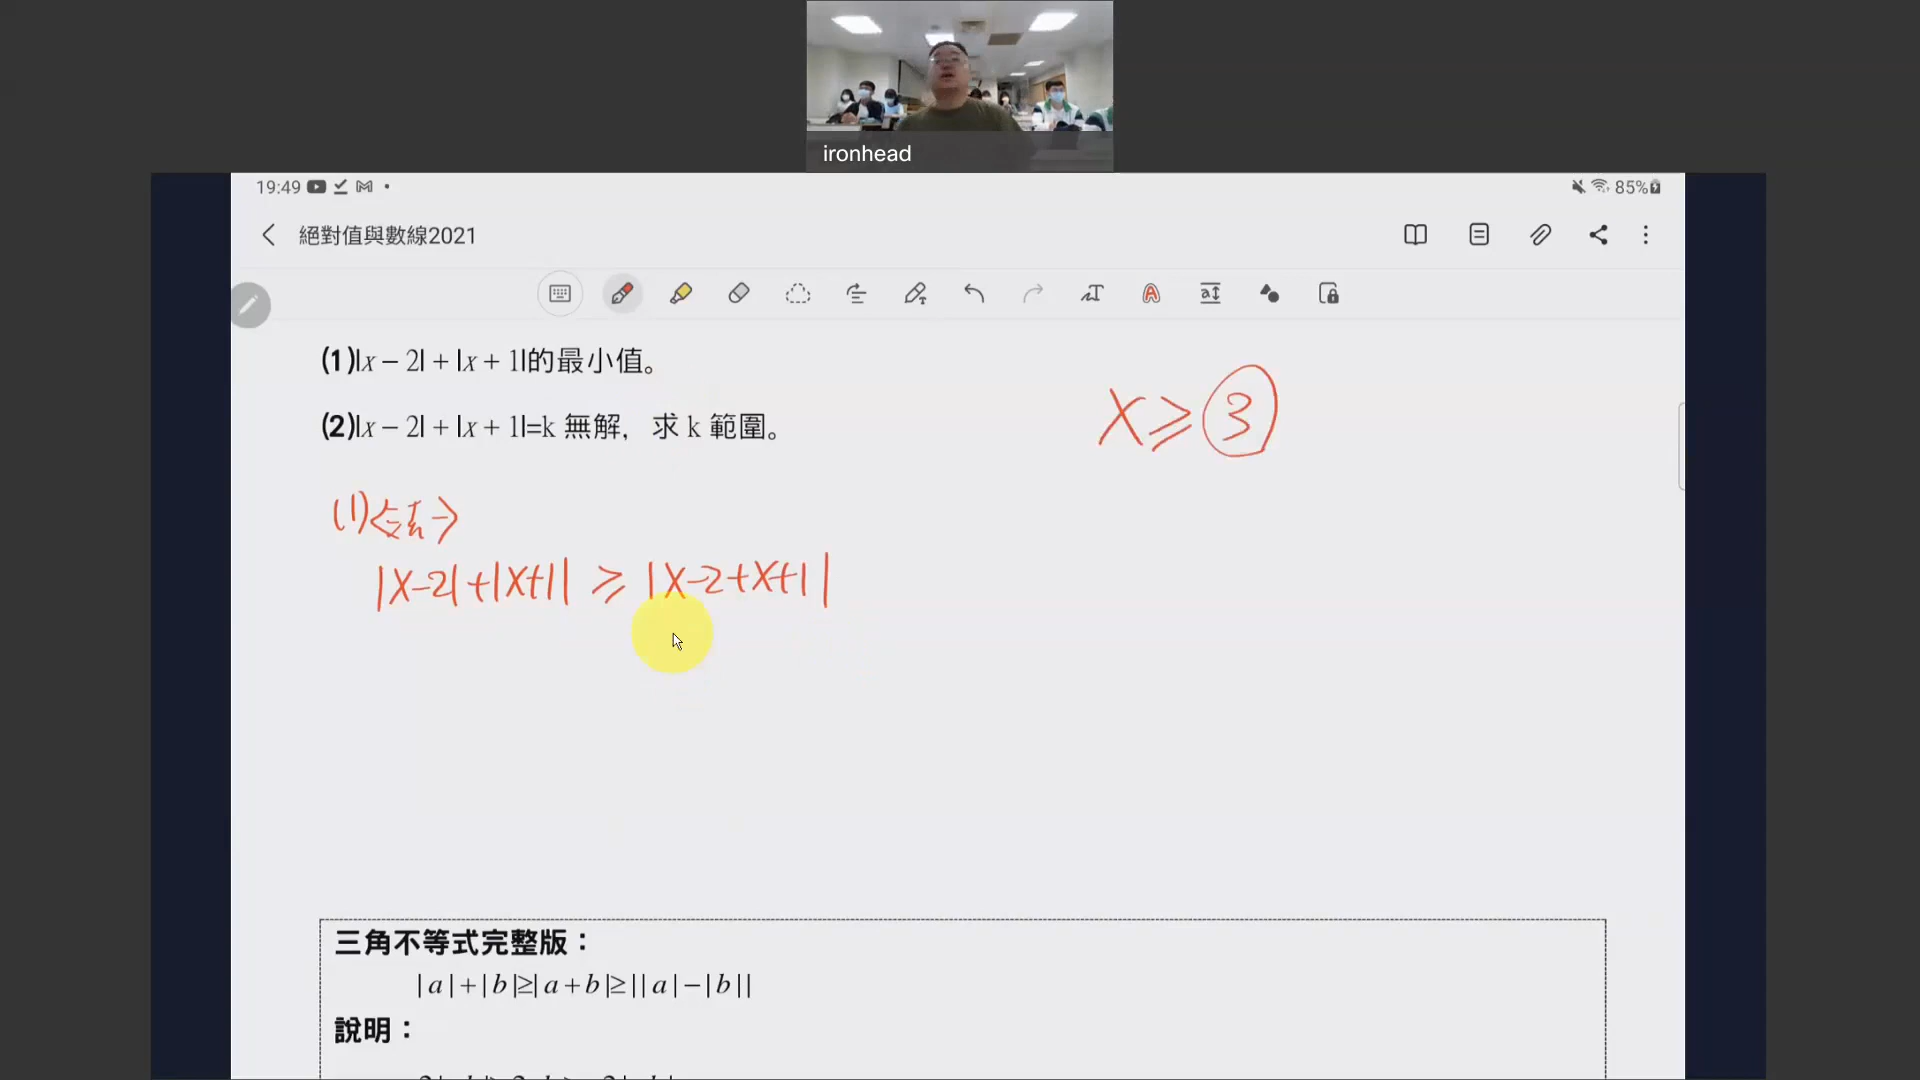 ironhead
19:49
85%
絕對值與數線2021
(1)|x − 2| + |x + 1|的最小值。
(2)|x − 2| + |x + 1|=k 無解，求 k 範圍。
X ≥ 3
(1)
|X-2|+|X+1| ≥ |X-2+X+1|
三角不等式完整版：
|a|+|b|≥|a+b|≥||a|−|b||
說明：